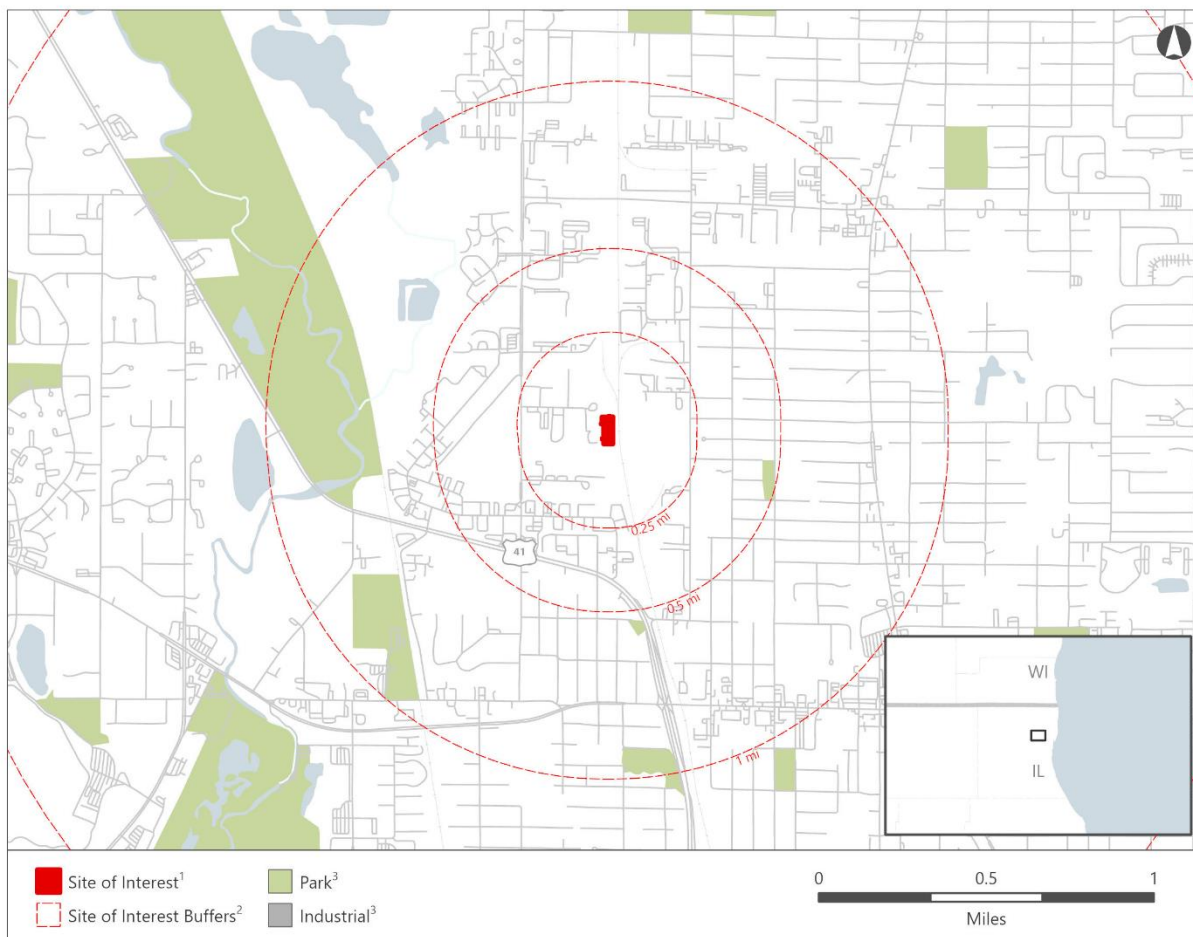 41
0.25 mi
0.5 mi
1 mi
WI
IL
Site of Interest¹
Park³
Site of Interest Buffers²
Industrial³
0 0.5 1
Miles